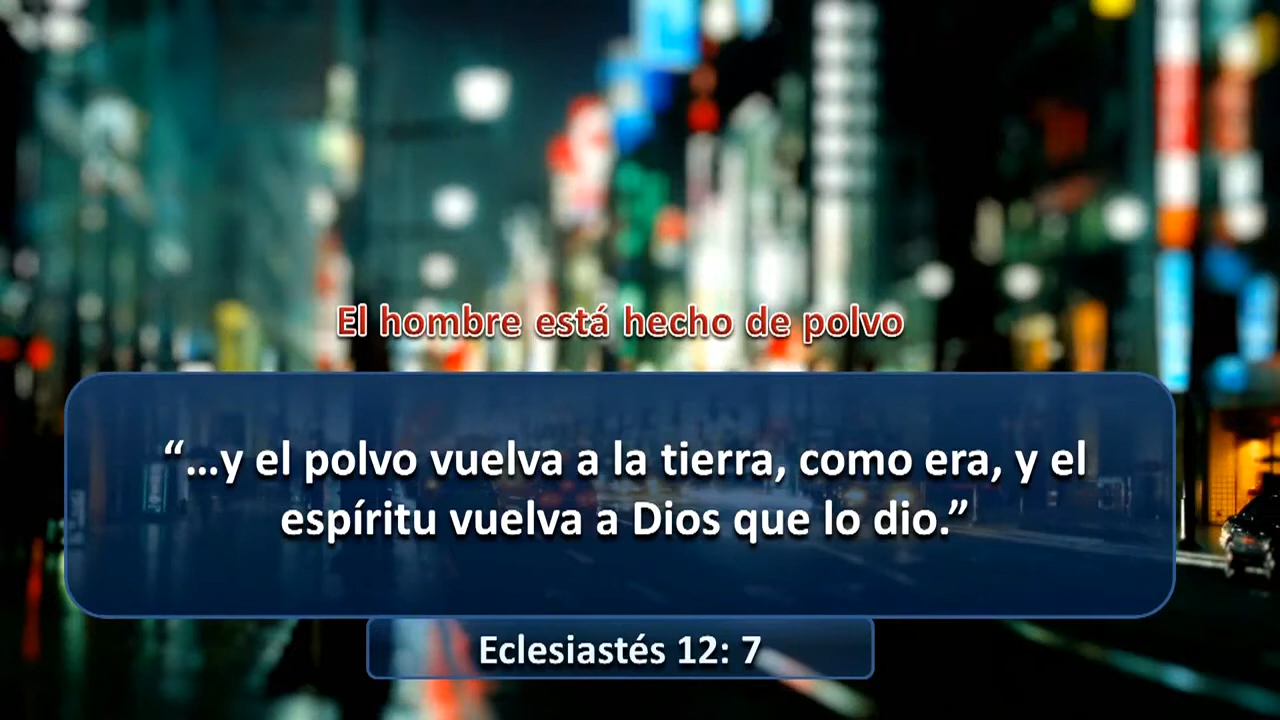 El hombre está hecho de polvo
“...y el polvo vuelva a la tierra, como era, y el
espíritu vuelva a Dios que lo dio.”
Eclesiastés 12: 7